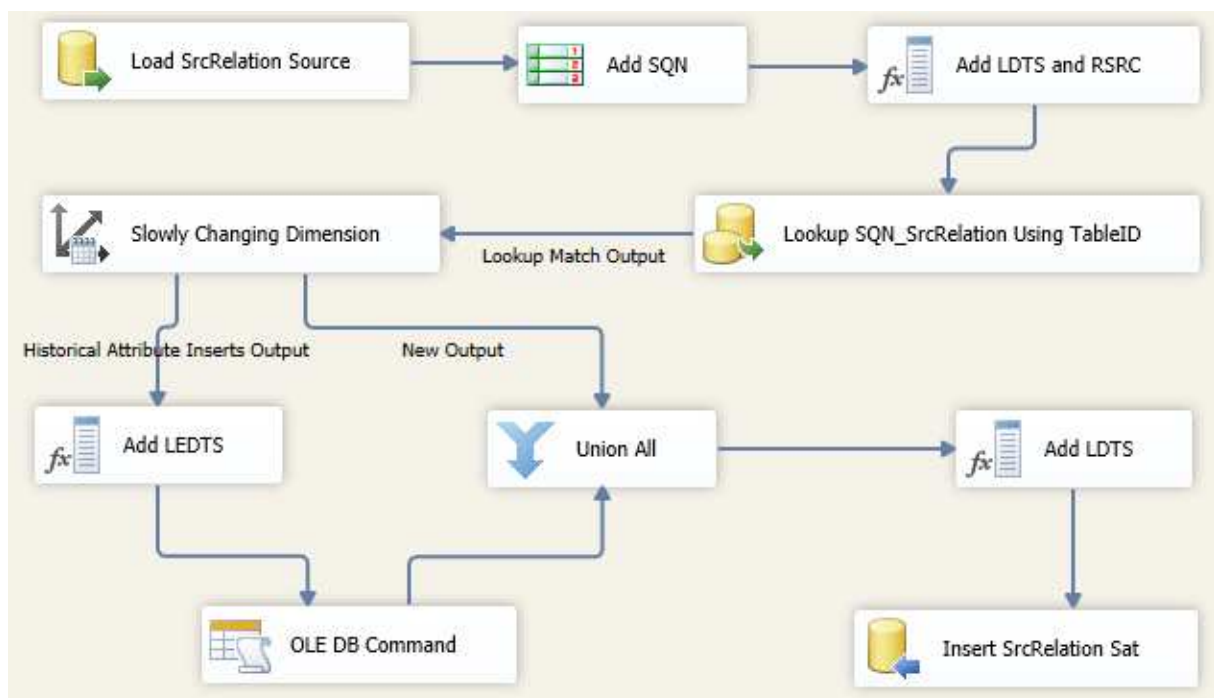 Load SrcRelation Source
Add SQN
Add LDTS and RSRC
Slowly Changing Dimension
Lookup Match Output
Lookup SQN_SrcRelation Using TableID
Historical Attribute Inserts Output
New Output
Add LEDTS
Union All
Add LDTS
OLE DB Command
Insert SrcRelation Sat